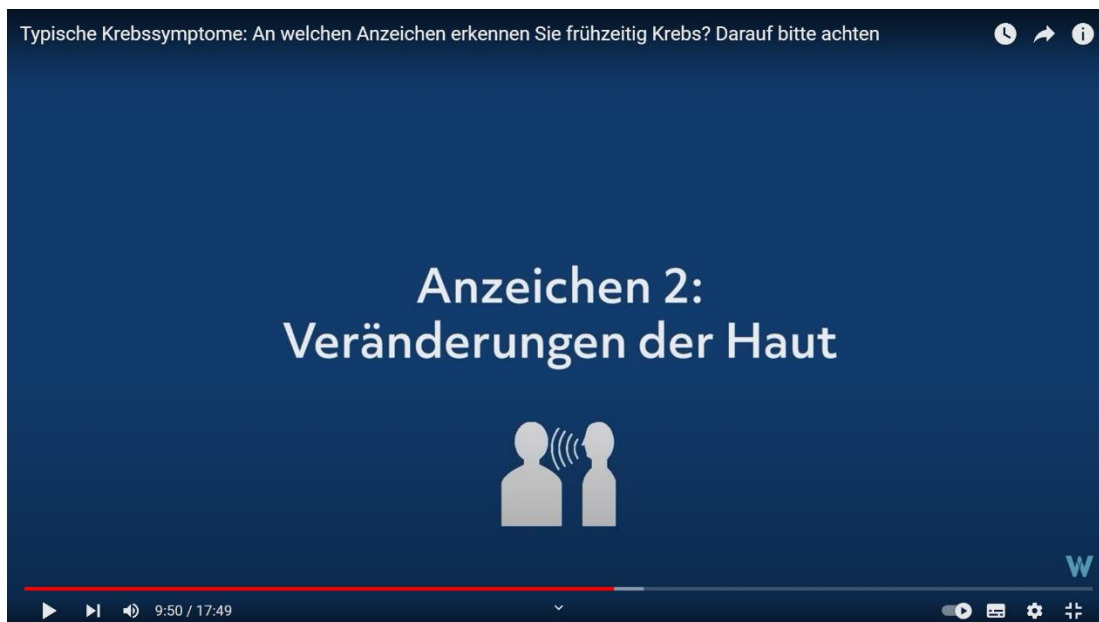 Typische Krebssymptome: An welchen Anzeichen erkennen Sie frühzeitig Krebs? Darauf bitte achten
Anzeichen 2:
Veränderungen der Haut
W
9:50 / 17:49